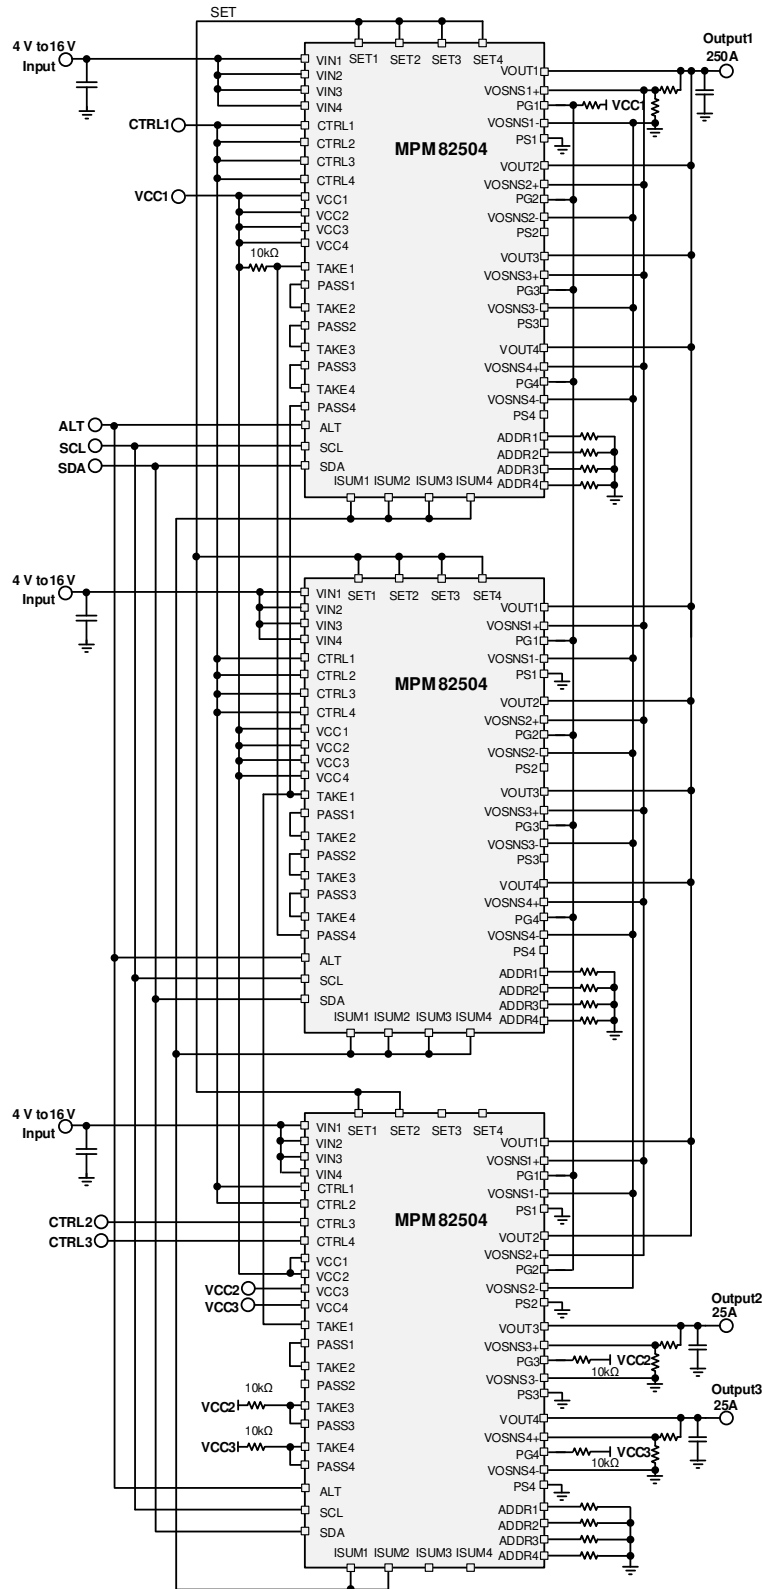 SET
4 V to16V
Input
CTRL1
VCC1
10kΩ
ALT
SCL
SDA
SET1 SET2 SET3 SET4
VIN1
VIN2
VIN3
VIN4
CTRL1
CTRL2
CTRL3
CTRL4
VCC1
VCC2
VCC3
VCC4
TAKE1
PASS1
TAKE2
PASS2
TAKE3
PASS3
TAKE4
PASS4
ALT
SCL
SDA
MPM82504
ISUM1 ISUM2 ISUM3 ISUM4
VOUT1
VOSNS1+
PG1
VOSNS1-
PS1
VOUT2
VOSNS2+
PG2
VOSNS2-
PS2
VOUT3
VOSNS3+
PG3
VOSNS3-
PS3
VOUT4
VOSNS4+
PG4
VOSNS4-
PS4
ADDR1
ADDR2
ADDR3
ADDR4
VCC1
Output1
250A
4 V to16V
Input
SET1 SET2 SET3 SET4
VIN1
VIN2
VIN3
VIN4
CTRL1
CTRL2
CTRL3
CTRL4
VCC1
VCC2
VCC3
VCC4
TAKE1
PASS1
TAKE2
PASS2
TAKE3
PASS3
TAKE4
PASS4
ALT
SCL
SDA
MPM82504
ISUM1 ISUM2 ISUM3 ISUM4
VOUT1
VOSNS1+
PG1
VOSNS1-
PS1
VOUT2
VOSNS2+
PG2
VOSNS2-
PS2
VOUT3
VOSNS3+
PG3
VOSNS3-
PS3
VOUT4
VOSNS4+
PG4
VOSNS4-
PS4
ADDR1
ADDR2
ADDR3
ADDR4
4 V to16V
Input
CTRL2
CTRL3
VCC2
VCC3
10kΩ
VCC2
10kΩ
VCC3
SET1 SET2 SET3 SET4
VIN1
VIN2
VIN3
VIN4
CTRL1
CTRL2
CTRL3
CTRL4
VCC1
VCC2
VCC3
VCC4
TAKE1
PASS1
TAKE2
PASS2
TAKE3
PASS3
TAKE4
PASS4
ALT
SCL
SDA
MPM82504
ISUM1 ISUM2 ISUM3 ISUM4
VOUT1
VOSNS1+
PG1
VOSNS1-
PS1
VOUT2
VOSNS2+
PG2
VOSNS2-
PS2
VOUT3
VOSNS3+
PG3
VOSNS3-
PS3
VOUT4
VOSNS4+
PG4
VOSNS4-
PS4
ADDR1
ADDR2
ADDR3
ADDR4
Output2
25A
VCC2
10kΩ
Output3
25A
VCC3
10kΩ